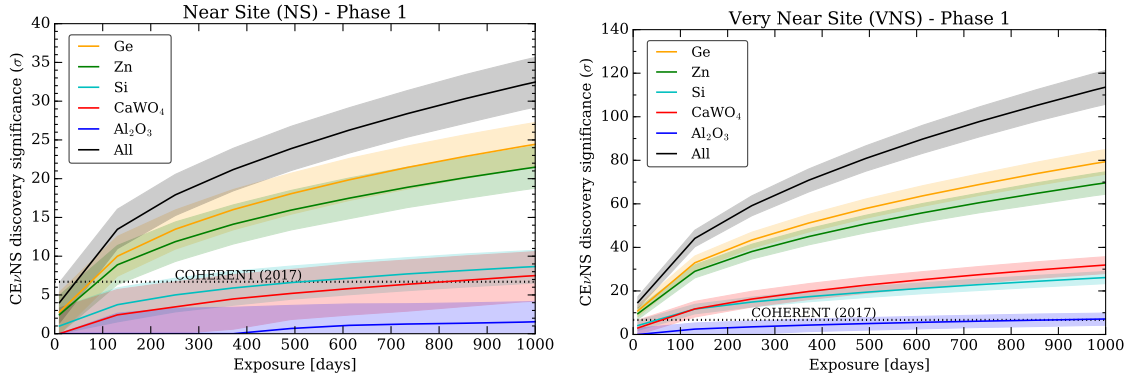 Near Site (NS) - Phase 1
CEνNS discovery significance (σ)
40
35
30
25
20
15
10
5
0
Ge
Zn
Si
CaWO₄
Al₂O₃
All
COHERENT (2017)
0 100 200 300 400 500 600 700 800 900 1000
Exposure [days]
Very Near Site (VNS) - Phase 1
CEνNS discovery significance (σ)
140
120
100
80
60
40
20
0
Ge
Zn
Si
CaWO₄
Al₂O₃
All
COHERENT (2017)
0 100 200 300 400 500 600 700 800 900 1000
Exposure [days]